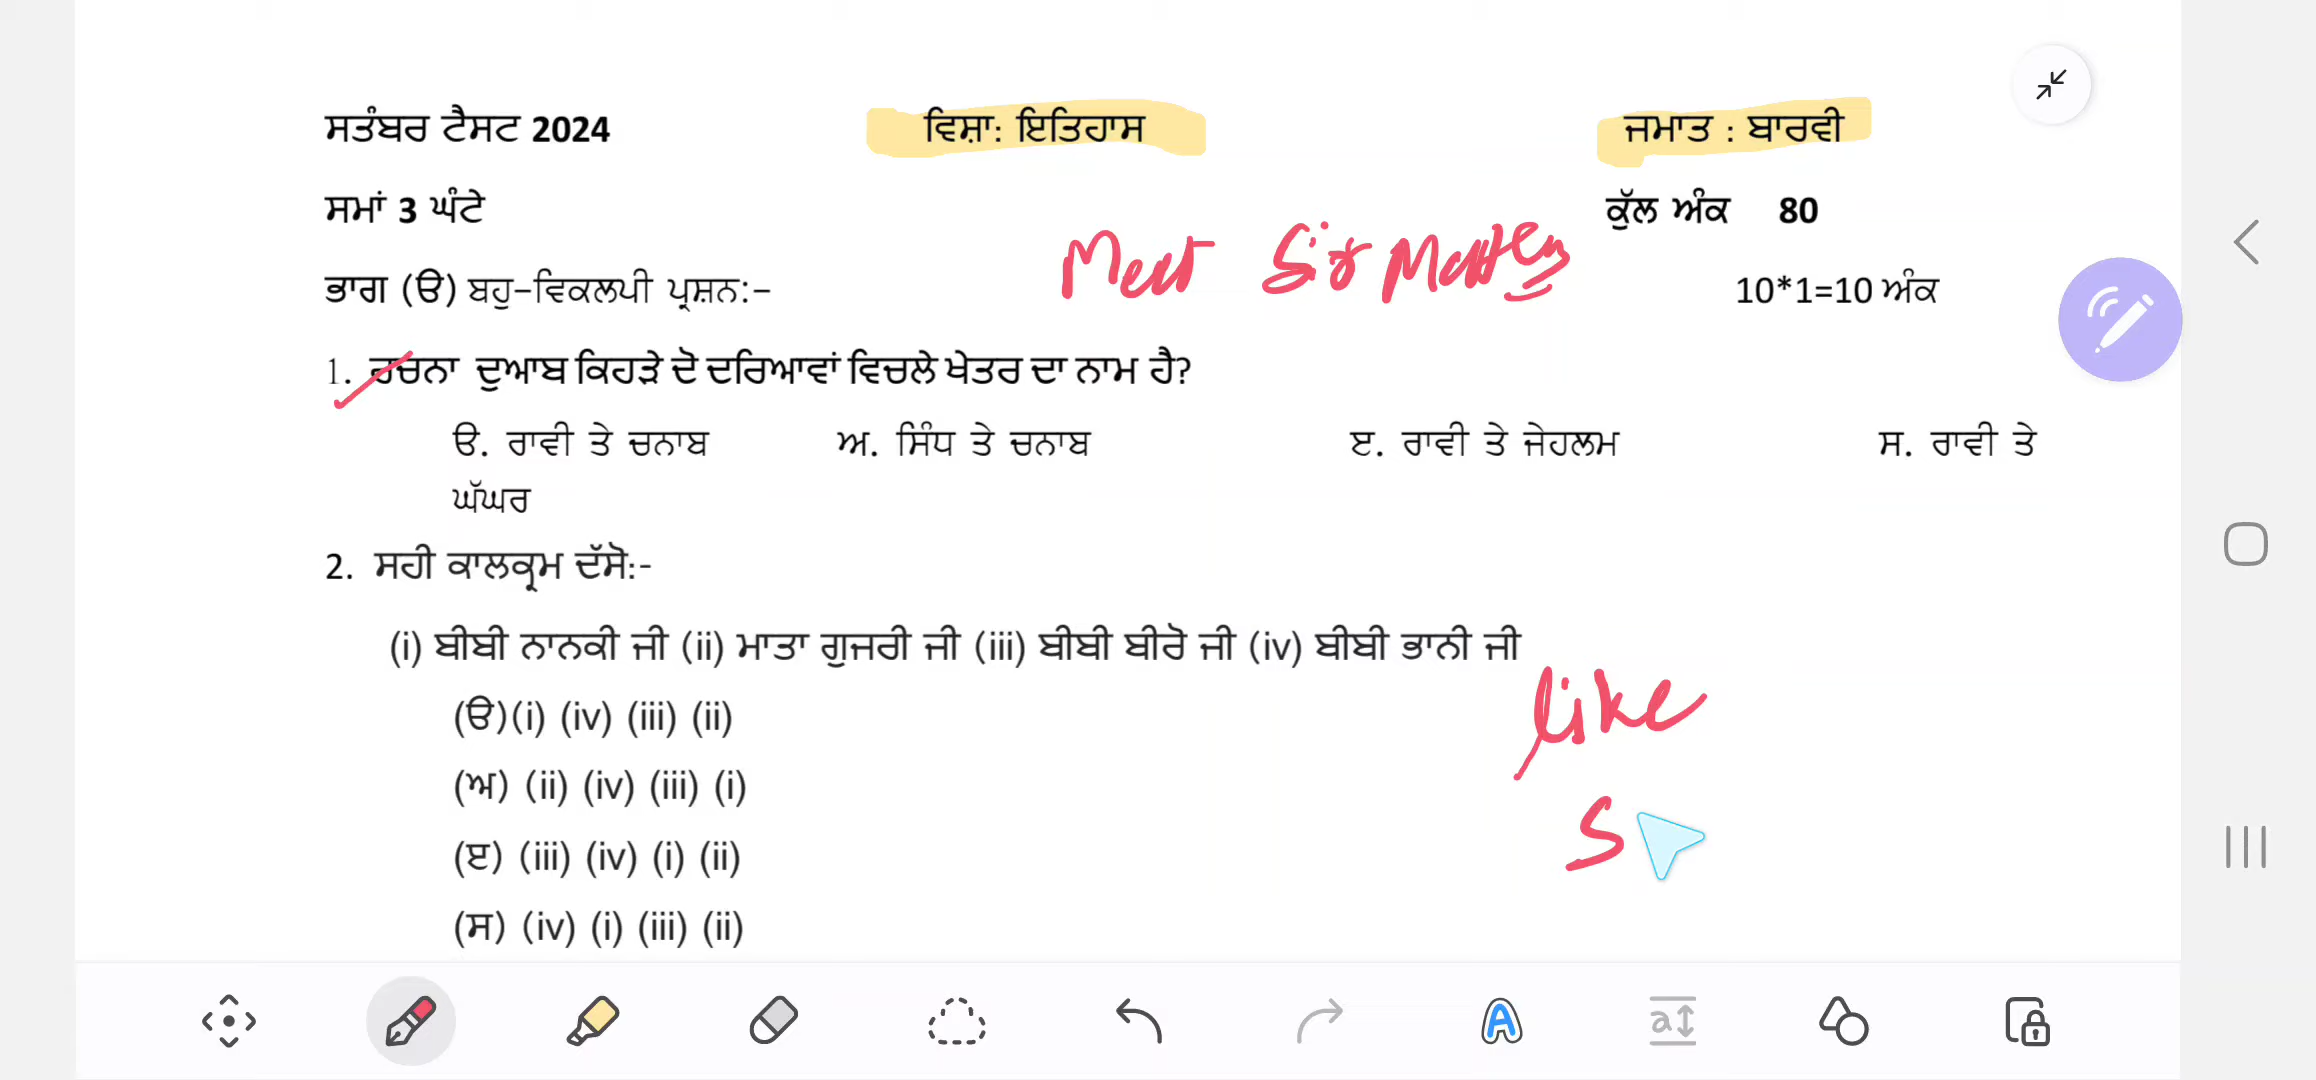 ਸਤੰਬਰ ਟੈਸਟ 2024 ਵਿਸ਼ਾ: ਇਤਿਹਾਸ ਜਮਾਤ : ਬਾਰਵੀ
ਸਮਾਂ 3 ਘੰਟੇ ਕੁੱਲ ਅੰਕ 80
Meet Sir
ਭਾਗ (ੳ) ਬਹੁ-ਵਿਕਲਪੀ ਪ੍ਰਸ਼ਨ:- 10*1=10 ਅੰਕ
1. ਰਚਨਾ ਦੁਆਬ ਕਿਹੜੇ ਦੋ ਦਰਿਆਵਾਂ ਵਿਚਲੇ ਖੇਤਰ ਦਾ ਨਾਮ ਹੈ?
ੳ. ਰਾਵੀ ਤੇ ਚਨਾਬ ਅ. ਸਿੰਧ ਤੇ ਚਨਾਬ ੲ. ਰਾਵੀ ਤੇ ਜੇਹਲਮ ਸ. ਰਾਵੀ ਤੇ
ਘੱਘਰ
2. ਸਹੀ ਕਾਲਕ੍ਰਮ ਦੱਸੋ:-
(i) ਬੀਬੀ ਨਾਨਕੀ ਜੀ (ii) ਮਾਤਾ ਗੁਜਰੀ ਜੀ (iii) ਬੀਬੀ ਬੀਰੋ ਜੀ (iv) ਬੀਬੀ ਭਾਨੀ ਜੀ
(ੳ)(i) (iv) (iii) (ii)
like
(ਅ) (ii) (iv) (iii) (i)
S
(ੲ) (iii) (iv) (i) (ii)
(ਸ) (iv) (i) (iii) (ii)